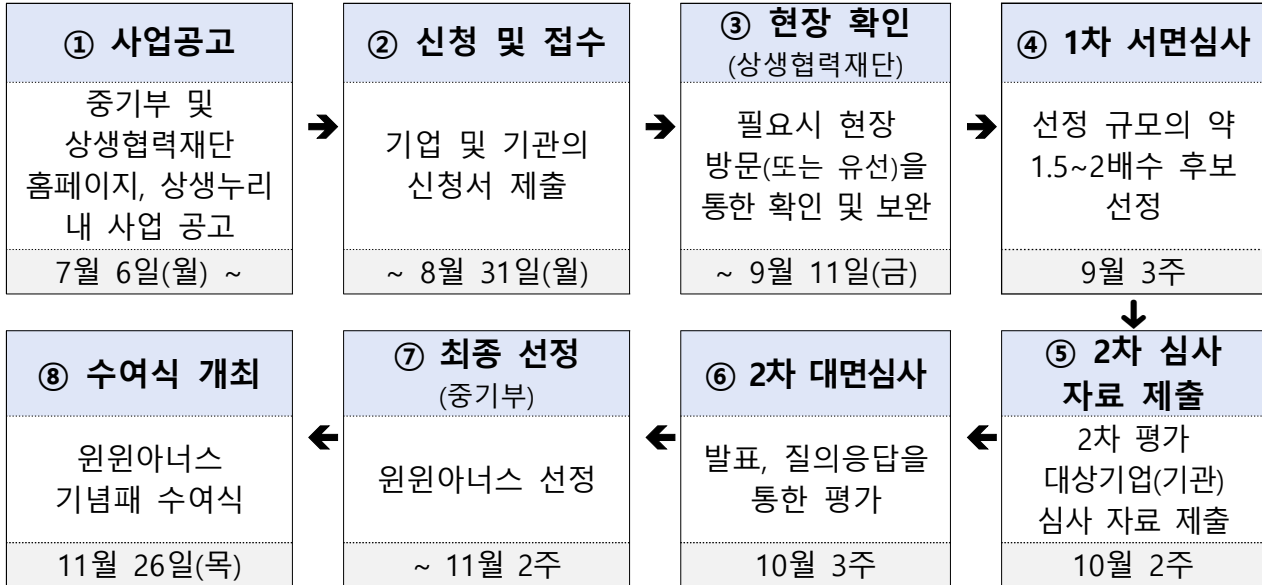 ① 사업공고
중기부 및
상생협력재단
홈페이지, 상생누리
내 사업 공고
7월 6일(월) ~
② 신청 및 접수
기업 및 기관의
신청서 제출
~ 8월 31일(월)
③ 현장 확인
(상생협력재단)
필요시 현장
방문(또는 유선)을
통한 확인 및 보완
~ 9월 11일(금)
④ 1차 서면심사
선정 규모의 약
1.5~2배수 후보
선정
9월 3주
⑤ 2차 심사
자료 제출
2차 평가
대상기업(기관)
심사 자료 제출
10월 2주
⑥ 2차 대면심사
발표, 질의응답을
통한 평가
10월 3주
⑦ 최종 선정
(중기부)
윈윈아너스 선정
~ 11월 2주
⑧ 수여식 개최
윈윈아너스
기념패 수여식
11월 26일(목)